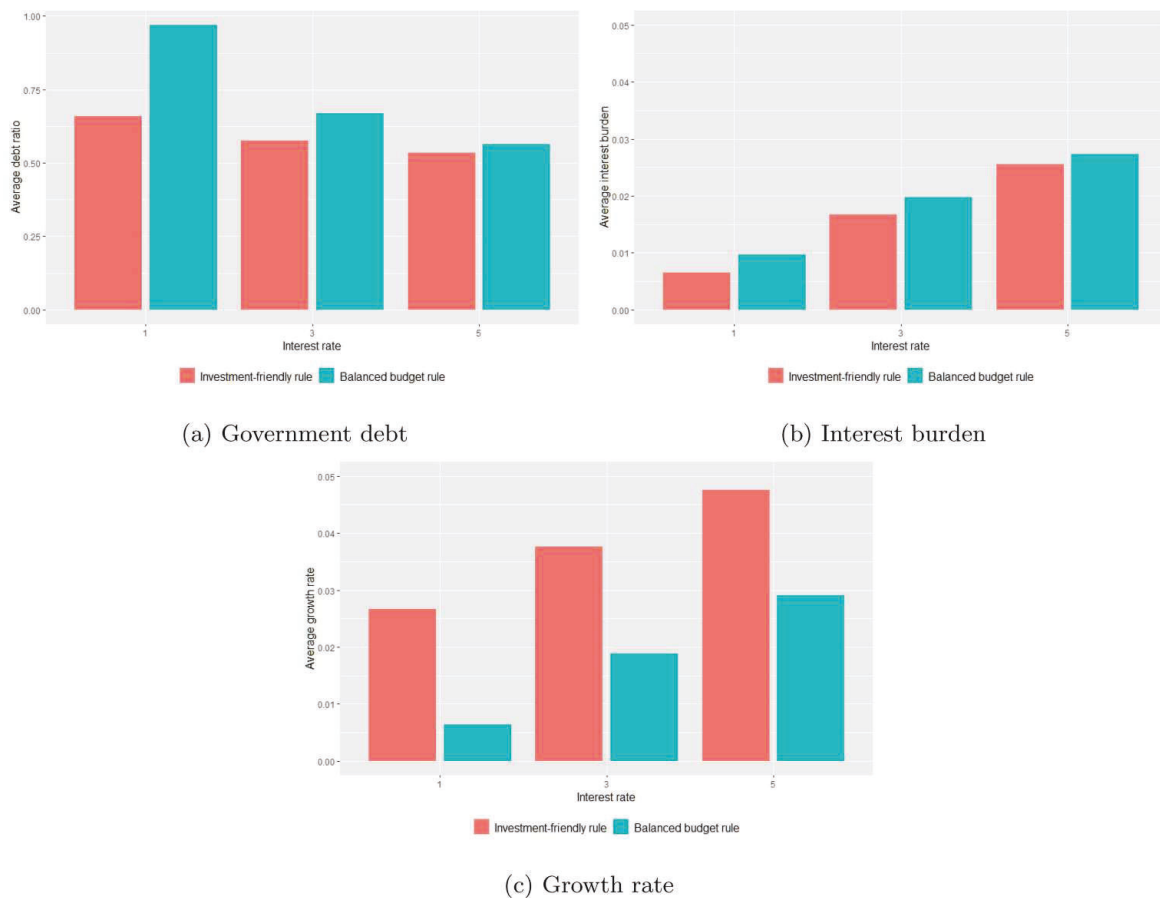 1.00
0.75
0.50
0.25
0.00
Average debt ratio
1 3 5
Interest rate
Investment-friendly rule Balanced budget rule
(a) Government debt
0.05
0.04
0.03
0.02
0.01
0.00
Average interest burden
1 3 5
Interest rate
Investment-friendly rule Balanced budget rule
(b) Interest burden
0.05
0.04
0.03
0.02
0.01
0.00
Average growth rate
1 3 5
Interest rate
Investment-friendly rule Balanced budget rule
(c) Growth rate